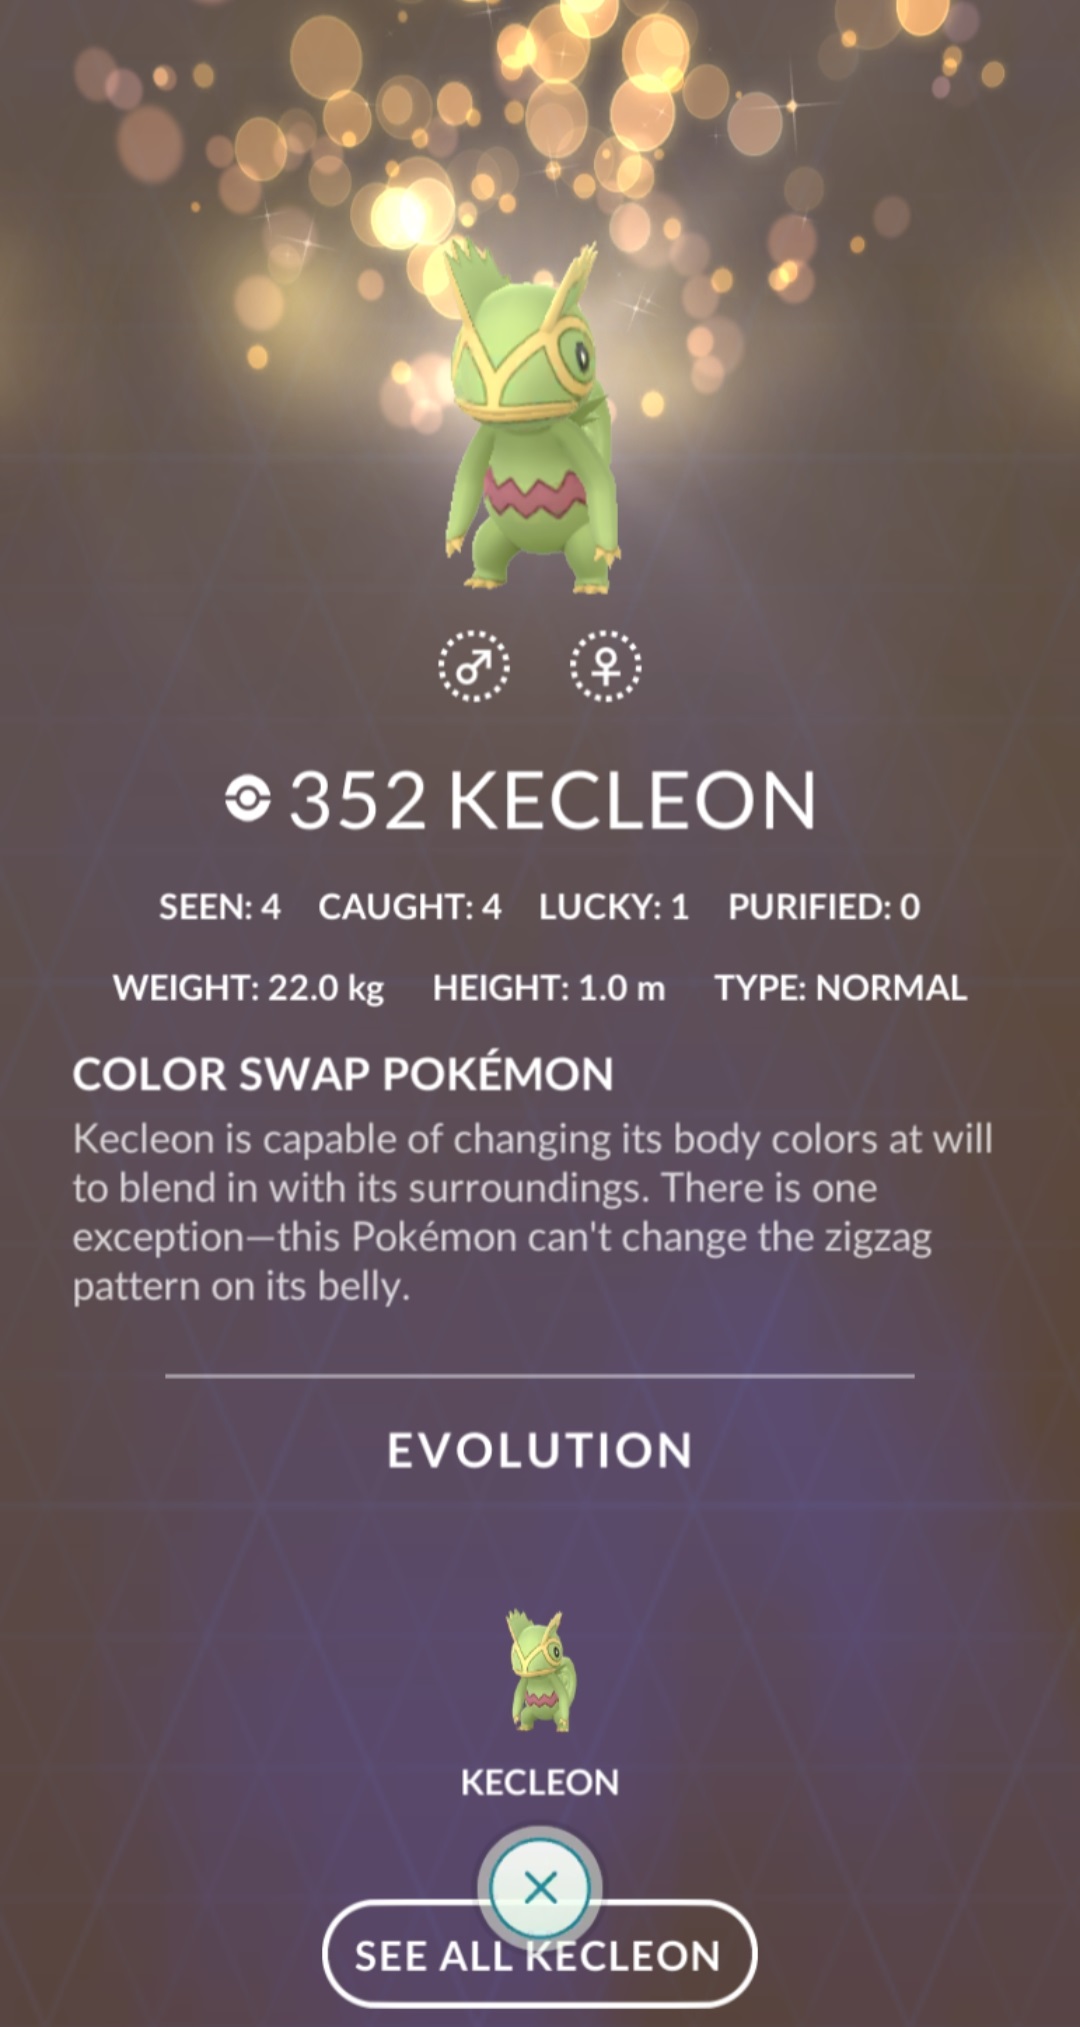 352 KECLEON
SEEN: 4 CAUGHT: 4 LUCKY: 1 PURIFIED: 0
WEIGHT: 22.0 kg HEIGHT: 1.0 m TYPE: NORMAL
COLOR SWAP POKÉMON
Kecleon is capable of changing its body colors at will
to blend in with its surroundings. There is one
exception—this Pokémon can't change the zigzag
pattern on its belly.
EVOLUTION
KECLEON
SEE ALL KECLEON